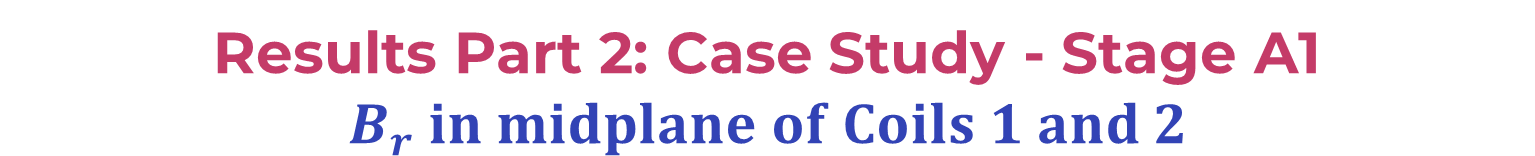 Results Part 2: Case Study - Stage A1
B_r in midplane of Coils 1 and 2